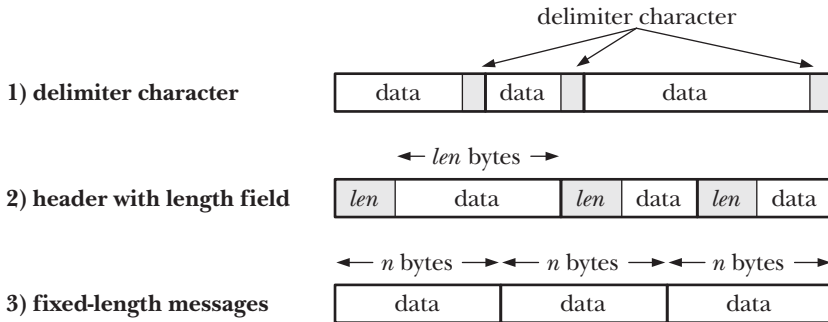 delimiter character
1) delimiter character data data data
len bytes
2) header with length field len data len data len data
n bytes n bytes n bytes
3) fixed-length messages data data data